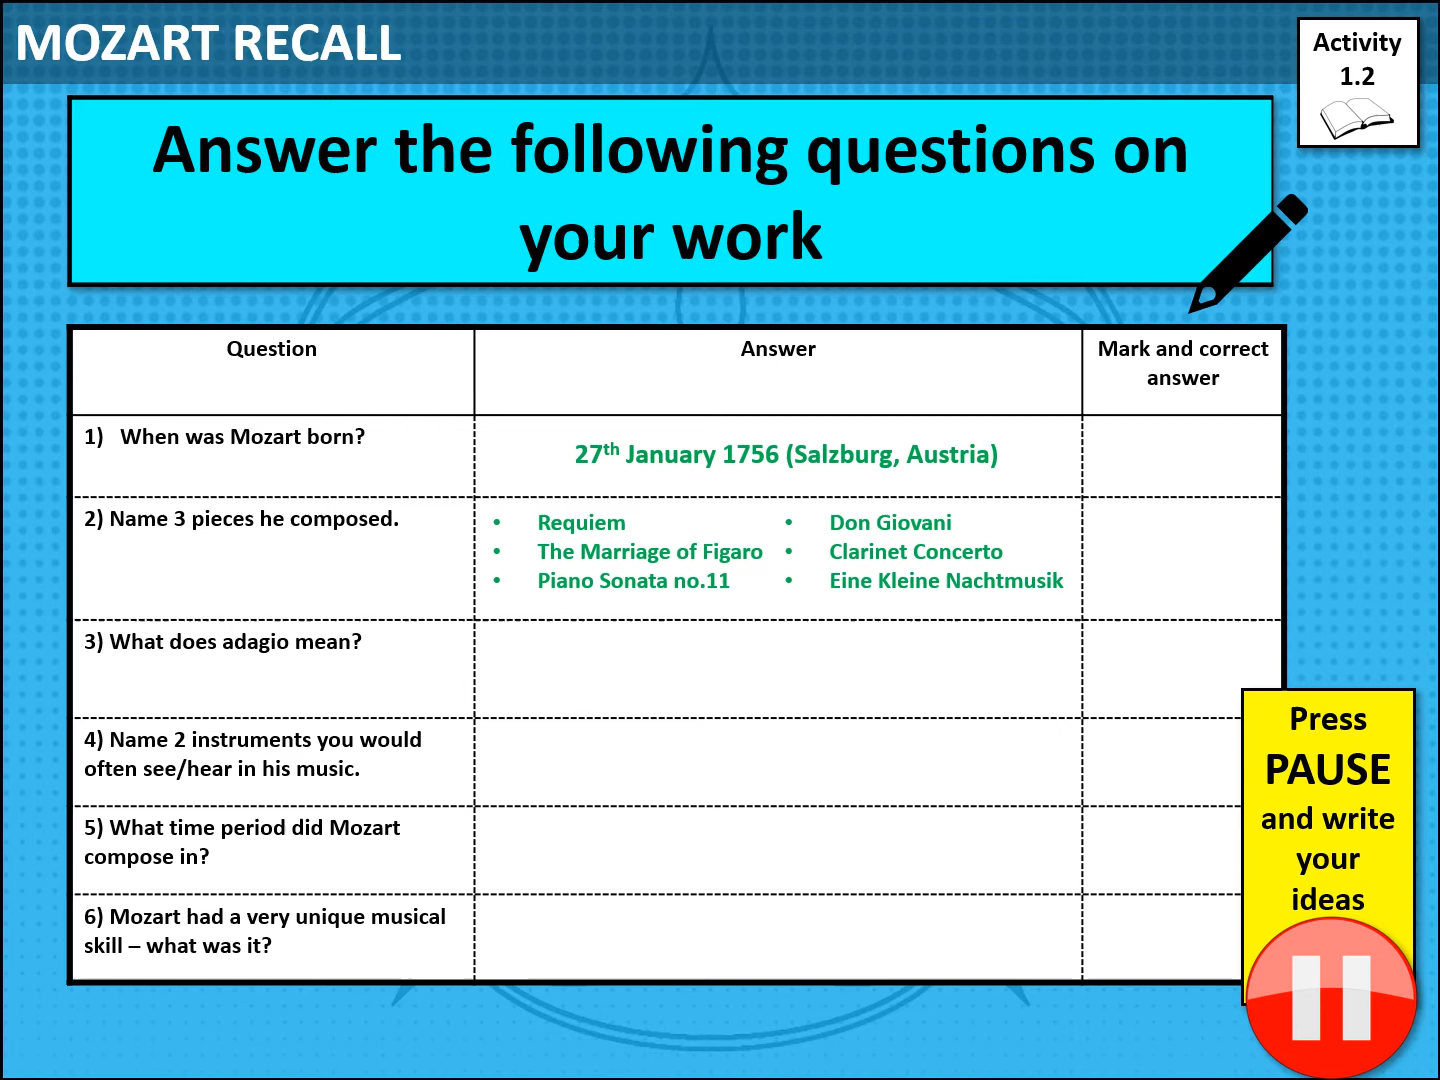 MOZART RECALL
Activity
1.2
Answer the following questions on
your work
Question
Answer
Mark and correct
answer
1) When was Mozart born?
27th January 1756 (Salzburg, Austria)
2) Name 3 pieces he composed.
• Requiem
• The Marriage of Figaro
• Piano Sonata no.11
• Don Giovani
• Clarinet Concerto
• Eine Kleine Nachtmusik
3) What does adagio mean?
4) Name 2 instruments you would
often see/hear in his music.
5) What time period did Mozart
compose in?
6) Mozart had a very unique musical
skill – what was it?
Press
PAUSE
and write
your
ideas